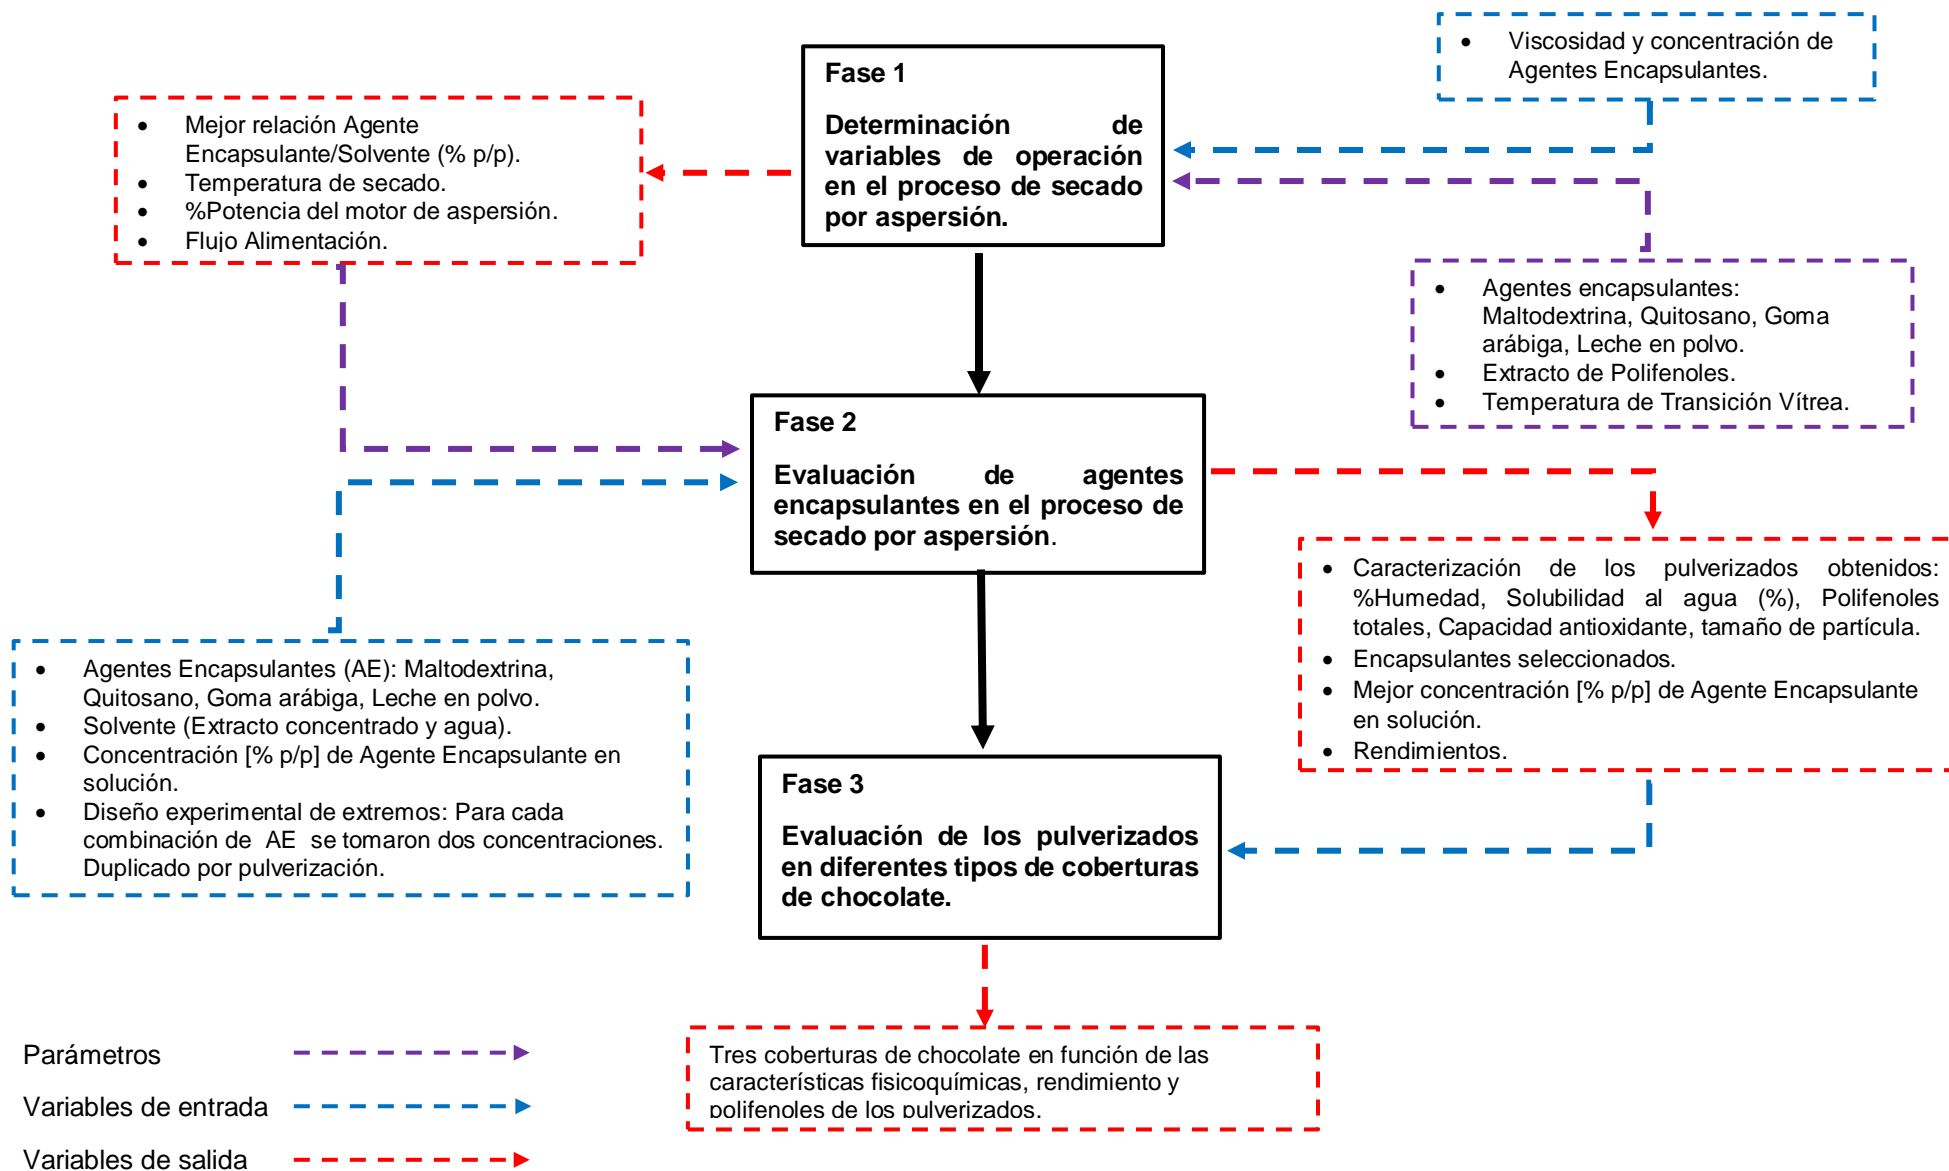 Fase 1
Determinación de
variables de operación
en el proceso de secado
por aspersión.
• Viscosidad y concentración de
Agentes Encapsulantes.
• Mejor relación Agente
Encapsulante/Solvente (% p/p).
• Temperatura de secado.
• %Potencia del motor de aspersión.
• Flujo Alimentación.
• Agentes encapsulantes:
Maltodextrina, Quitosano, Goma
arábiga, Leche en polvo.
• Extracto de Polifenoles.
• Temperatura de Transición Vítrea.
Fase 2
Evaluación de agentes
encapsulantes en el proceso de
secado por aspersión.
• Caracterización de los pulverizados obtenidos:
%Humedad, Solubilidad al agua (%), Polifenoles
totales, Capacidad antioxidante, tamaño de partícula.
• Encapsulantes seleccionados.
• Mejor concentración [% p/p] de Agente Encapsulante
en solución.
• Rendimientos.
• Agentes Encapsulantes (AE): Maltodextrina,
Quitosano, Goma arábiga, Leche en polvo.
• Solvente (Extracto concentrado y agua).
• Concentración [% p/p] de Agente Encapsulante en
solución.
• Diseño experimental de extremos: Para cada
combinación de AE se tomaron dos concentraciones.
Duplicado por pulverización.
Fase 3
Evaluación de los pulverizados
en diferentes tipos de coberturas
de chocolate.
Tres coberturas de chocolate en función de las
características fisicoquímicas, rendimiento y
polifenoles de los pulverizados.
Parámetros
Variables de entrada
Variables de salida